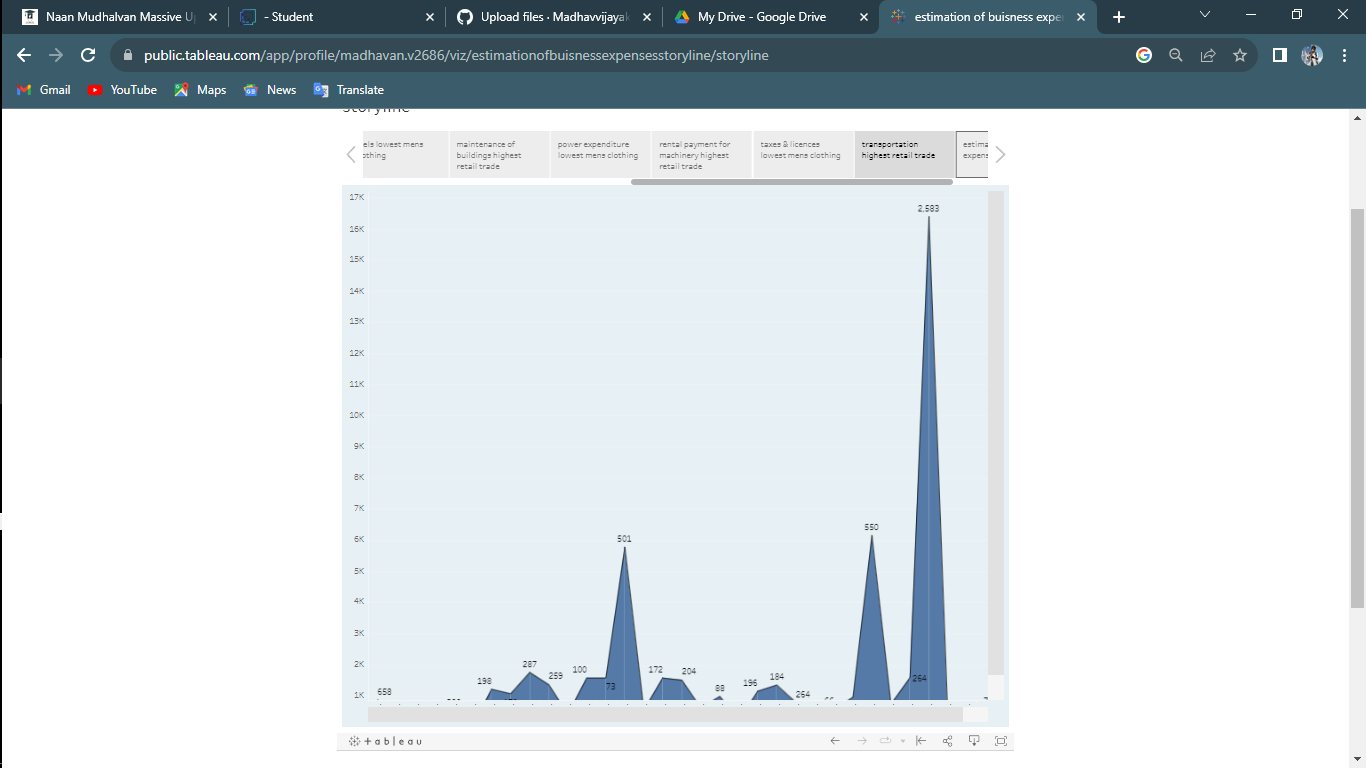 Naan Mudhalvan Massive U
- Student
Upload files · Madhavvijaya
My Drive - Google Drive
estimation of buisness expe
public.tableau.com/app/profile/madhavan.v2686/viz/estimationofbuisnessexpensesstoryline/storyline
Gmail
YouTube
Maps
News
Translate
storyline
els lowest mens
othing
maintenance of
buildings highest
retail trade
power expenditure
lowest mens clothing
rental payment for
machinery highest
retail trade
taxes & licences
lowest mens clothing
transportation
highest retail trade
estima
expens
17K
2,583
16K
15K
14K
13K
12K
11K
10K
9K
8K
7K
550
6K
501
5K
4K
3K
2K
287
100
172
204
259
198
184
196
73
88
264
1K
658
264
+ a b l e a u